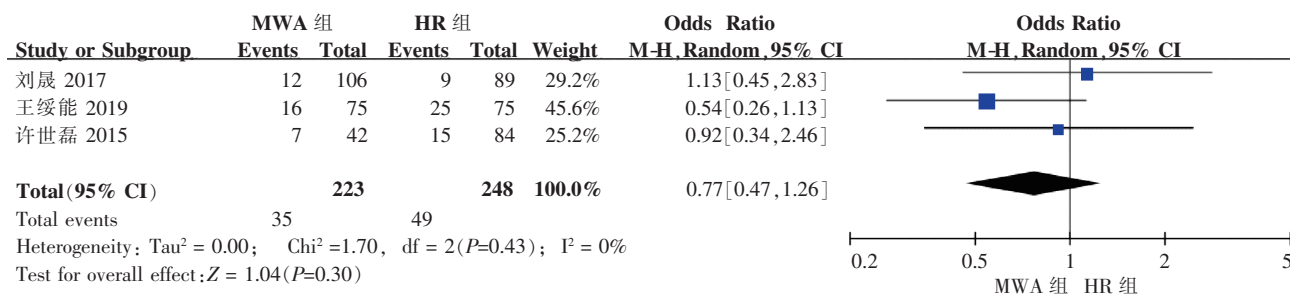 MWA 组 HR 组 Odds Ratio Odds Ratio
Study or Subgroup Events Total Events Total Weight M-H,Random,95% CI M-H,Random,95% CI
刘晟 2017 12 106 9 89 29.2% 1.13[0.45,2.83]
王绥能 2019 16 75 25 75 45.6% 0.54[0.26,1.13]
许世磊 2015 7 42 15 84 25.2% 0.92[0.34,2.46]
Total(95% CI) 223 248 100.0% 0.77[0.47,1.26]
Total events 35 49
Heterogeneity: Tau² = 0.00; Chi² =1.70, df = 2(P=0.43); I² = 0%
Test for overall effect:Z = 1.04(P=0.30)
0.2 0.5 1 2 5
MWA 组 HR 组